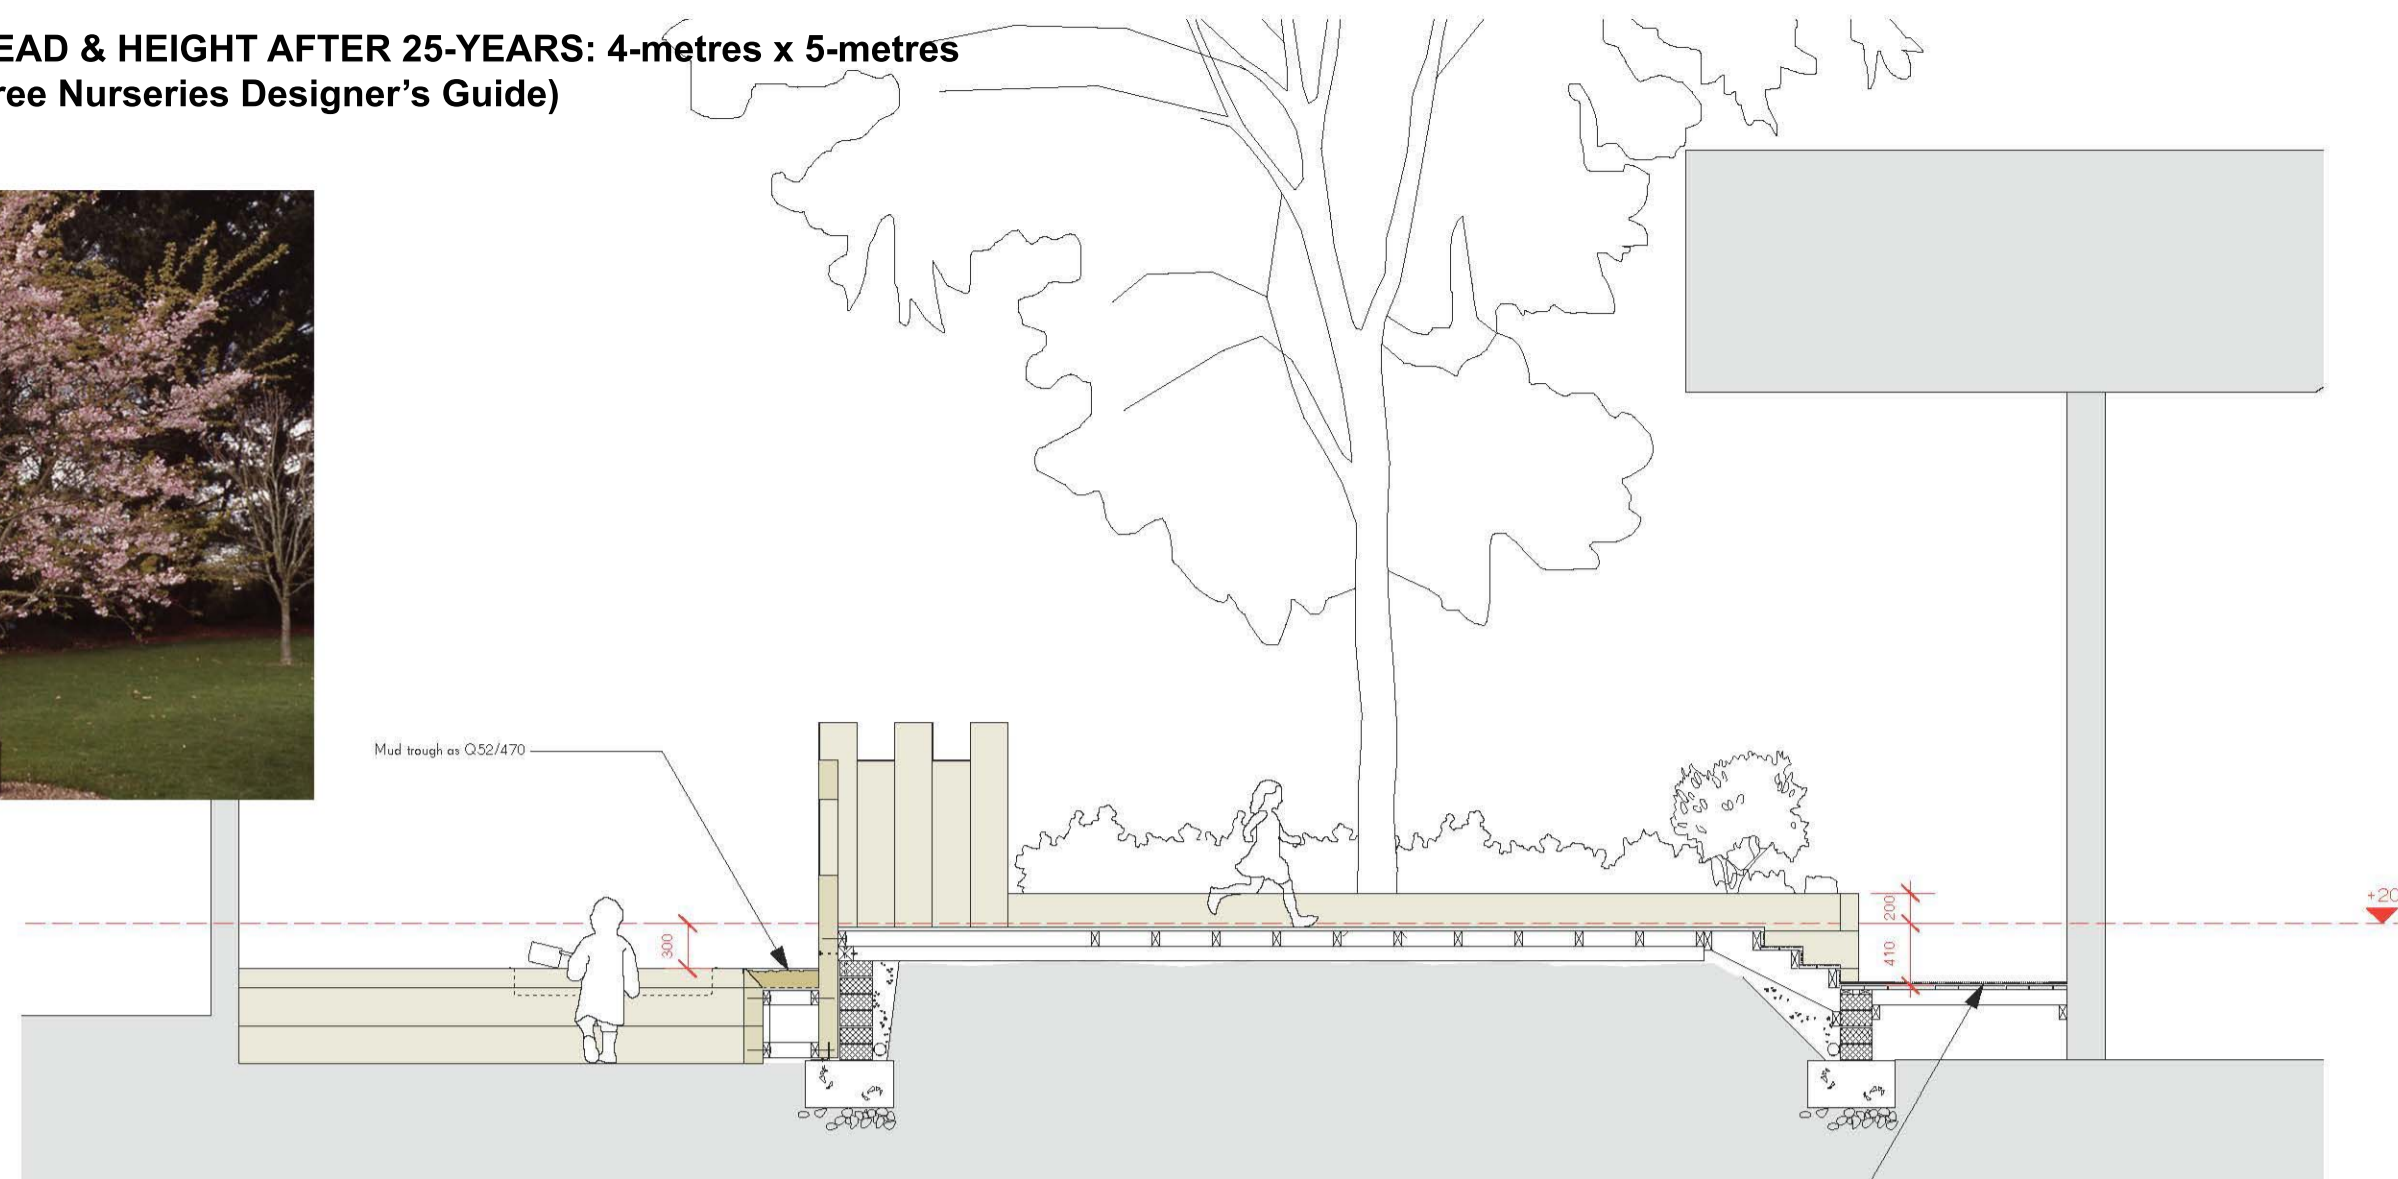 EAD & HEIGHT AFTER 25-YEARS: 4-metres x 5-metres
ree Nurseries Designer's Guide)
Mud trough as Q52/470
300
200
410
+20